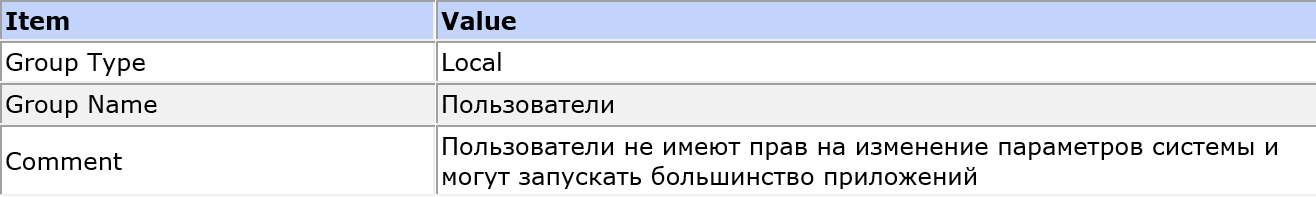 Item Value
Group Type Local
Group Name Пользователи
Comment Пользователи не имеют прав на изменение параметров системы и
могут запускать большинство приложений